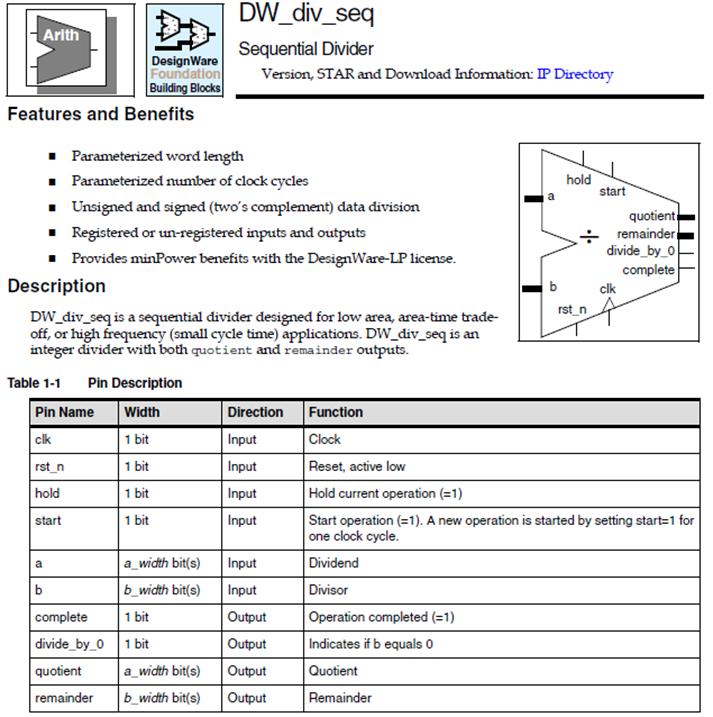 Arith
DesignWare
Foundation
Building Blocks
DW_div_seq
Sequential Divider
Version, STAR and Download Information: IP Directory
Features and Benefits
■ Parameterized word length
■ Parameterized number of clock cycles
■ Unsigned and signed (two's complement) data division
■ Registered or un-registered inputs and outputs
■ Provides minPower benefits with the DesignWare-LP license.
hold
start
a
quotient
remainder
÷
divide_by_0
complete
b
clk
rst_n
Description
DW_div_seq is a sequential divider designed for low area, area-time trade-
off, or high frequency (small cycle time) applications. DW_div_seq is an
integer divider with both quotient and remainder outputs.
Table 1-1 Pin Description
Pin Name Width Direction Function
clk 1 bit Input Clock
rst_n 1 bit Input Reset, active low
hold 1 bit Input Hold current operation (=1)
start 1 bit Input Start operation (=1). A new operation is started by setting start=1 for
one clock cycle.
a a_width bit(s) Input Dividend
b b_width bit(s) Input Divisor
complete 1 bit Output Operation completed (=1)
divide_by_0 1 bit Output Indicates if b equals 0
quotient a_width bit(s) Output Quotient
remainder b_width bit(s) Output Remainder